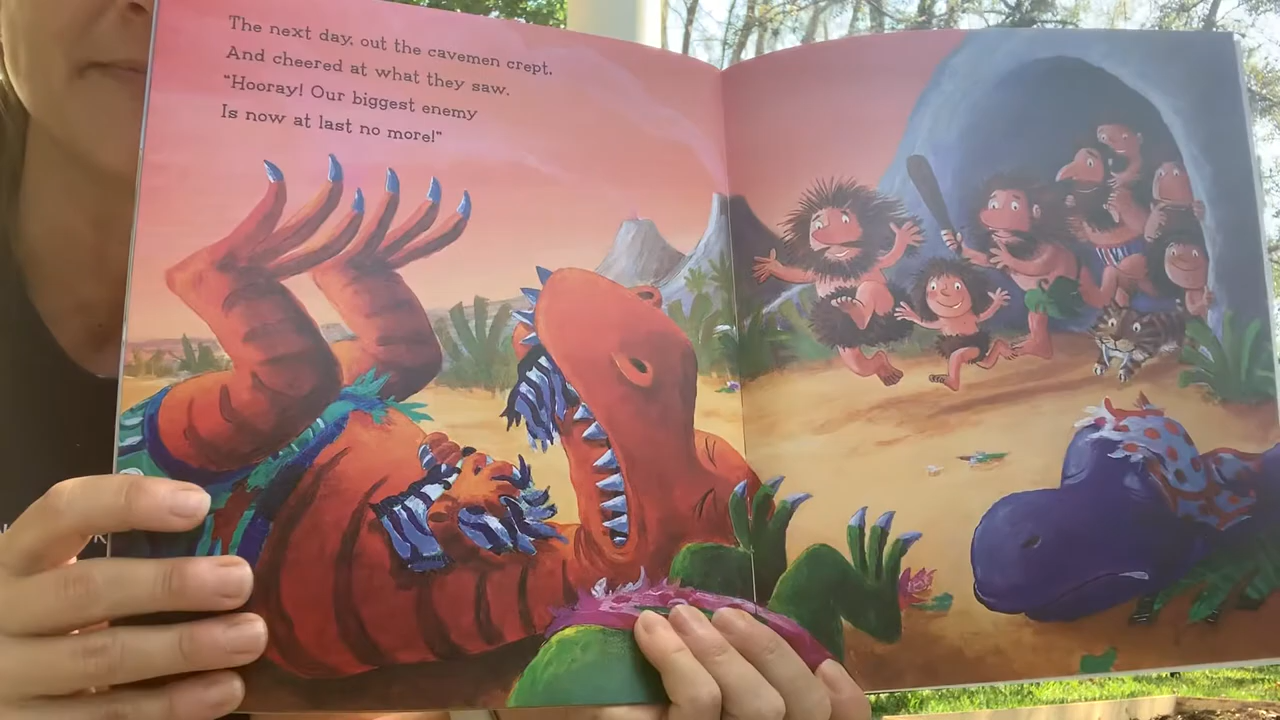 The next day, out the cavemen crept,
And cheered at what they saw.
"Hooray! Our biggest enemy
Is now at last no more!"